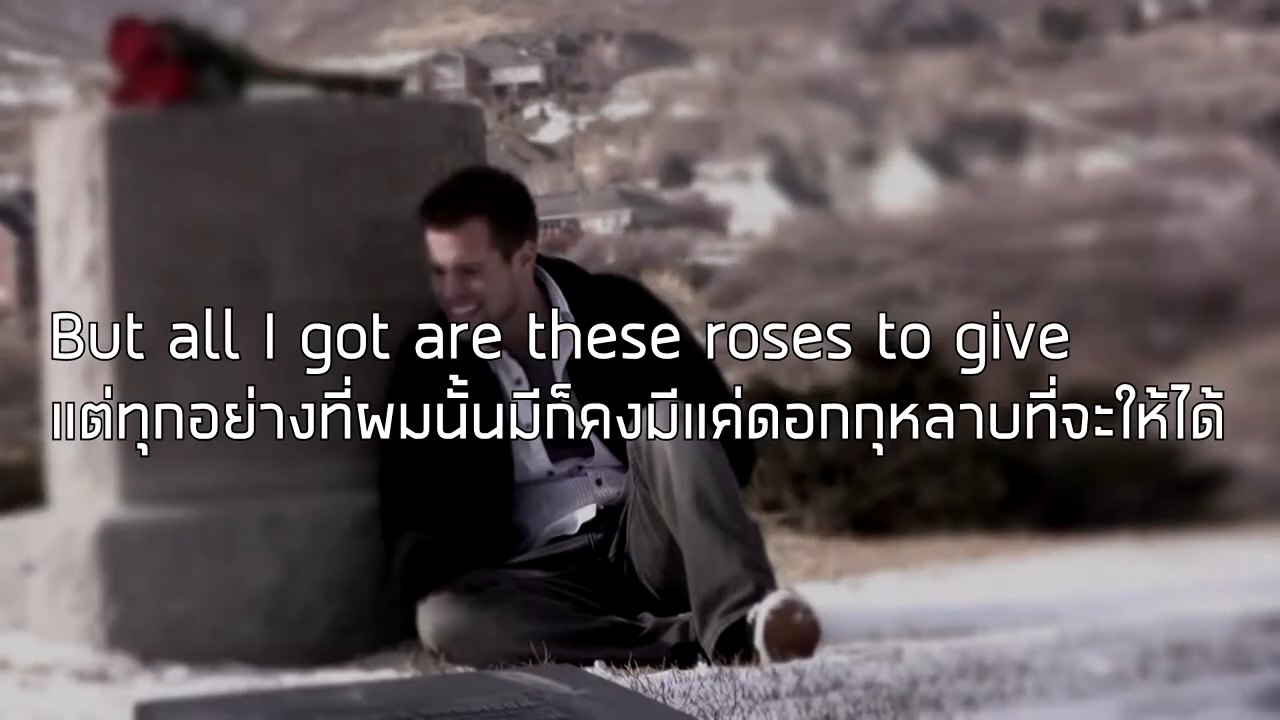 But all I got are these roses to give
แต่ทุกอย่างที่ผมนั้นมีก็คงมีแค่ดอกกุหลาบที่จะให้ได้